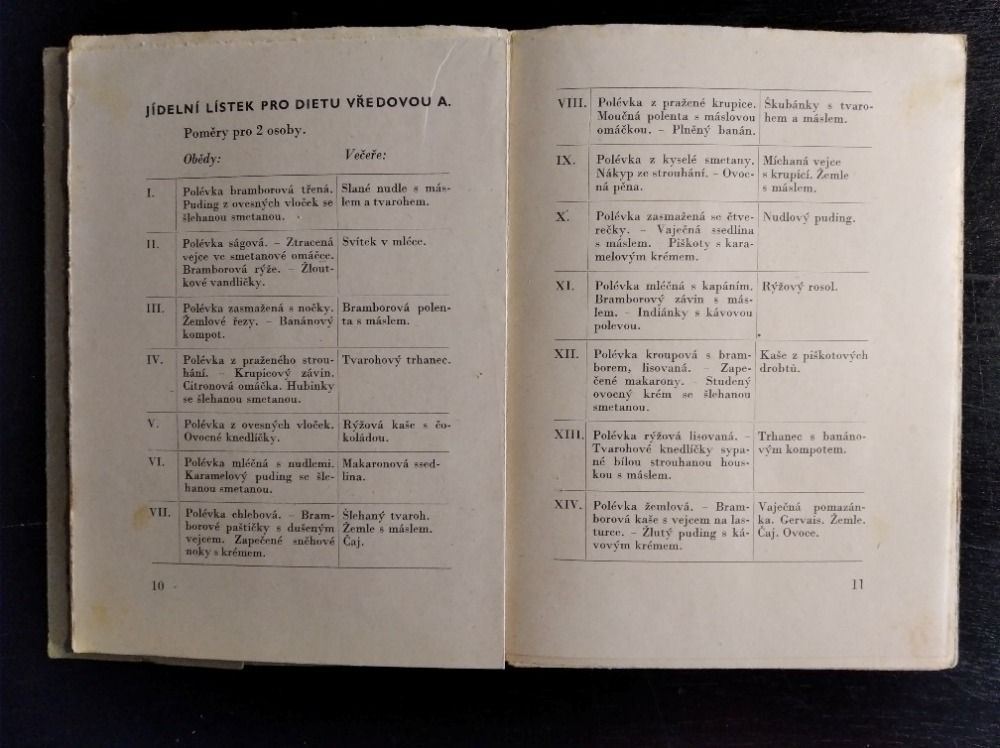 JÍDELNÍ LÍSTEK PRO DIETU VŘEDOVOU A.
Poměry pro 2 osoby.
Obědy: Večeře:
I. Polévka bramborová třená. Slané nudle s más-
Puding z ovesných vloček se lem a tvarohem.
šlehanou smetanou.
II. Polévka ságová. – Ztracená Svítek v mléce.
vejce ve smetanové omáčce.
Bramborová rýže. – Žlout-
kové vandličky.
III. Polévka zasmažená s nočky. Bramborová polen-
Žemlové řezy. – Banánový ta s máslem.
kompot.
IV. Polévka z praženého strou- Tvarohový trhanec.
hání. – Krupicový závin.
Citronová omáčka. Hubinky
se šlehanou smetanou.
V. Polévka z ovesných vloček. Rýžová kaše s čo-
Ovocné knedlíčky. koládou.
VI. Polévka mléčná s nudlemi. Makaronová ssed-
Karamelový puding se šle- lina.
hanou smetanou.
VII. Polévka chlebová. – Bram- Šlehaný tvaroh.
borové paštičky s dušeným Žemle s máslem.
vejcem. Zapečené sněhové Čaj.
noky s krémem.
10
VIII. Polévka z pražené krupice. Škubánky s tvaro-
Moučná polenta s máslovou hem a máslem.
omáčkou. – Plněný banán.
IX. Polévka z kyselé smetany. Míchaná vejce
Nákyp ze strouhání. – Ovoc- s krupicí. Žemle
ná pěna. s máslem.
X. Polévka zasmažená se čtve- Nudlový puding.
rečky. – Vaječná ssedlina
s máslem. Piškoty s kara-
melovým krémem.
XI. Polévka mléčná s kapáním. Rýžový rosol.
Bramborový závin s más-
lem. – Indiánky s kávovou
polevou.
XII. Polévka kroupová s bram- Kaše z piškotových
borem, lisovaná. – Zape- drobtů.
čené makarony. – Studený
ovocný krém se šlehanou
smetanou.
XIII. Polévka rýžová lisovaná. – Trhanec s banáno-
Tvarohové knedlíčky sypa- vým kompotem.
né bílou strouhanou hous-
kou s máslem.
XIV. Polévka žemlová. – Bram- Vaječná pomazán-
borová kaše s vejcem na las- ka. Gervais. Žemle.
turce. – Žlutý puding s ká- Čaj. Ovoce.
vovým krémem.
11